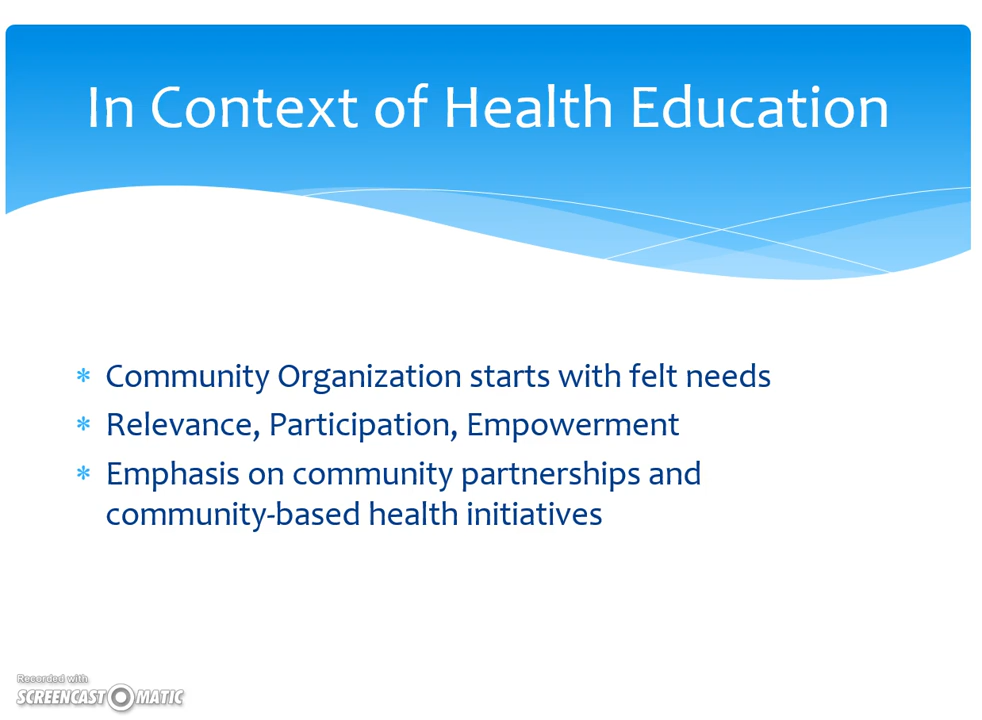 In Context of Health Education
* Community Organization starts with felt needs
* Relevance, Participation, Empowerment
* Emphasis on community partnerships and
community-based health initiatives
Recorded with
SCREENCAST-O-MATIC